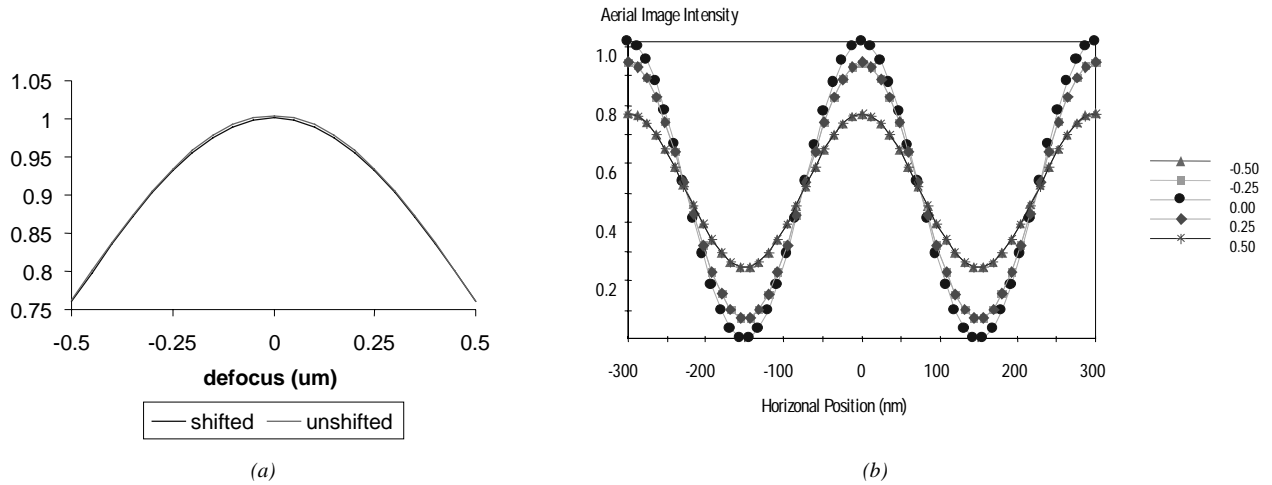 1.05
1
0.95
0.9
0.85
0.8
0.75
-0.5 -0.25 0 0.25 0.5
defocus (um)
shifted unshifted
(a)
Aerial Image Intensity
1.0
0.8
0.6
0.4
0.2
-300 -200 -100 0 100 200 300
Horizonal Position (nm)
-0.50
-0.25
0.00
0.25
0.50
(b)